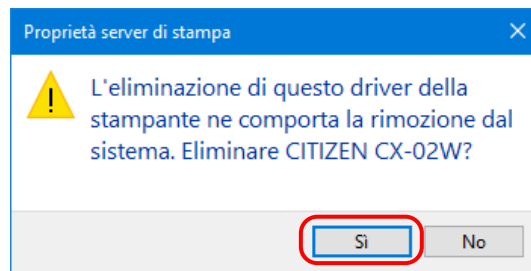 Proprietà server di stampa
L'eliminazione di questo driver della
stampante ne comporta la rimozione dal
sistema. Eliminare CITIZEN CX-02W?
Sì
No